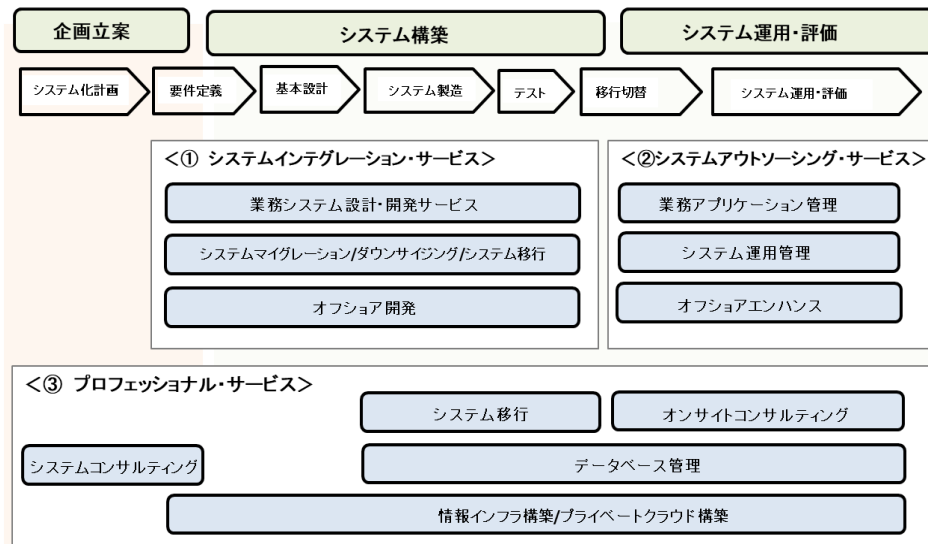 企画立案
システム構築
システム運用・評価
システム化計画
要件定義
基本設計
システム製造
テスト
移行切替
システム運用・評価
＜① システムインテグレーション・サービス＞
業務システム設計・開発サービス
システムマイグレーション/ダウンサイジング/システム移行
オフショア開発
＜②システムアウトソーシング・サービス＞
業務アプリケーション管理
システム運用管理
オフショアエンハンス
＜③ プロフェッショナル・サービス＞
システム移行
オンサイトコンサルティング
システムコンサルティング
データベース管理
情報インフラ構築/プライベートクラウド構築